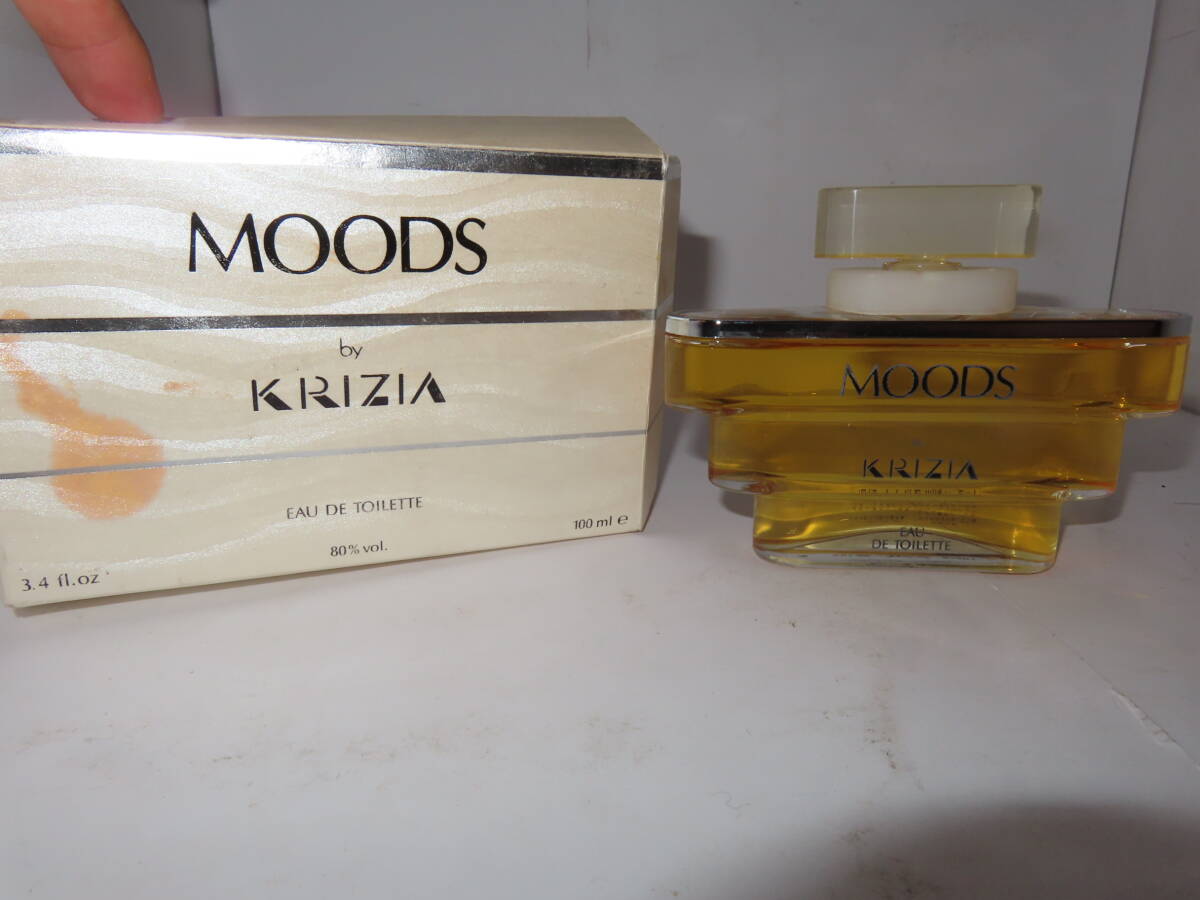 MOODS
by
KRIZIA
EAU DE TOILETTE
100 ml e
80% vol.
3.4 fl.oz
MOODS
KRIZIA
EAU
DE TOILETTE